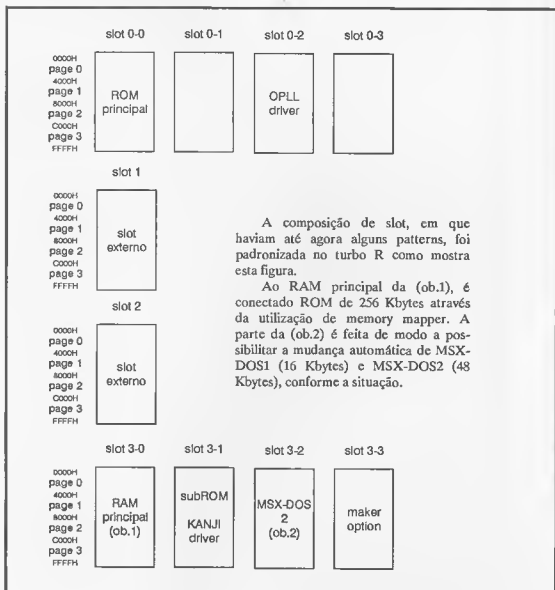 slot 0-0 slot 0-1 slot 0-2 slot 0-3
0000H
page 0
4000H
page 1
8000H
page 2
C000H
page 3
FFFFH
ROM
principal
OPLL
driver
slot 1
0000H
page 0
4000H
page 1
8000H
page 2
C000H
page 3
FFFFH
slot
externo
A composição de slot, em que
haviam até agora alguns patterns, foi
padronizada no turbo R como mostra
esta figura.
Ao RAM principal da (ob.1), é
conectado ROM de 256 Kbytes através
da utilização de memory mapper. A
parte da (ob.2) é feita de modo a pos-
sibilitar a mudança automática de MSX-
DOS1 (16 Kbytes) e MSX-DOS2 (48
Kbytes), conforme a situação.
slot 2
0000H
page 0
4000H
page 1
8000H
page 2
C000H
page 3
FFFFH
slot
externo
slot 3-0 slot 3-1 slot 3-2 slot 3-3
0000H
page 0
4000H
page 1
8000H
page 2
C000H
page 3
FFFFH
RAM
principal
(ob.1)
subROM
KANJI
driver
MSX-DOS
2
(ob.2)
maker
option